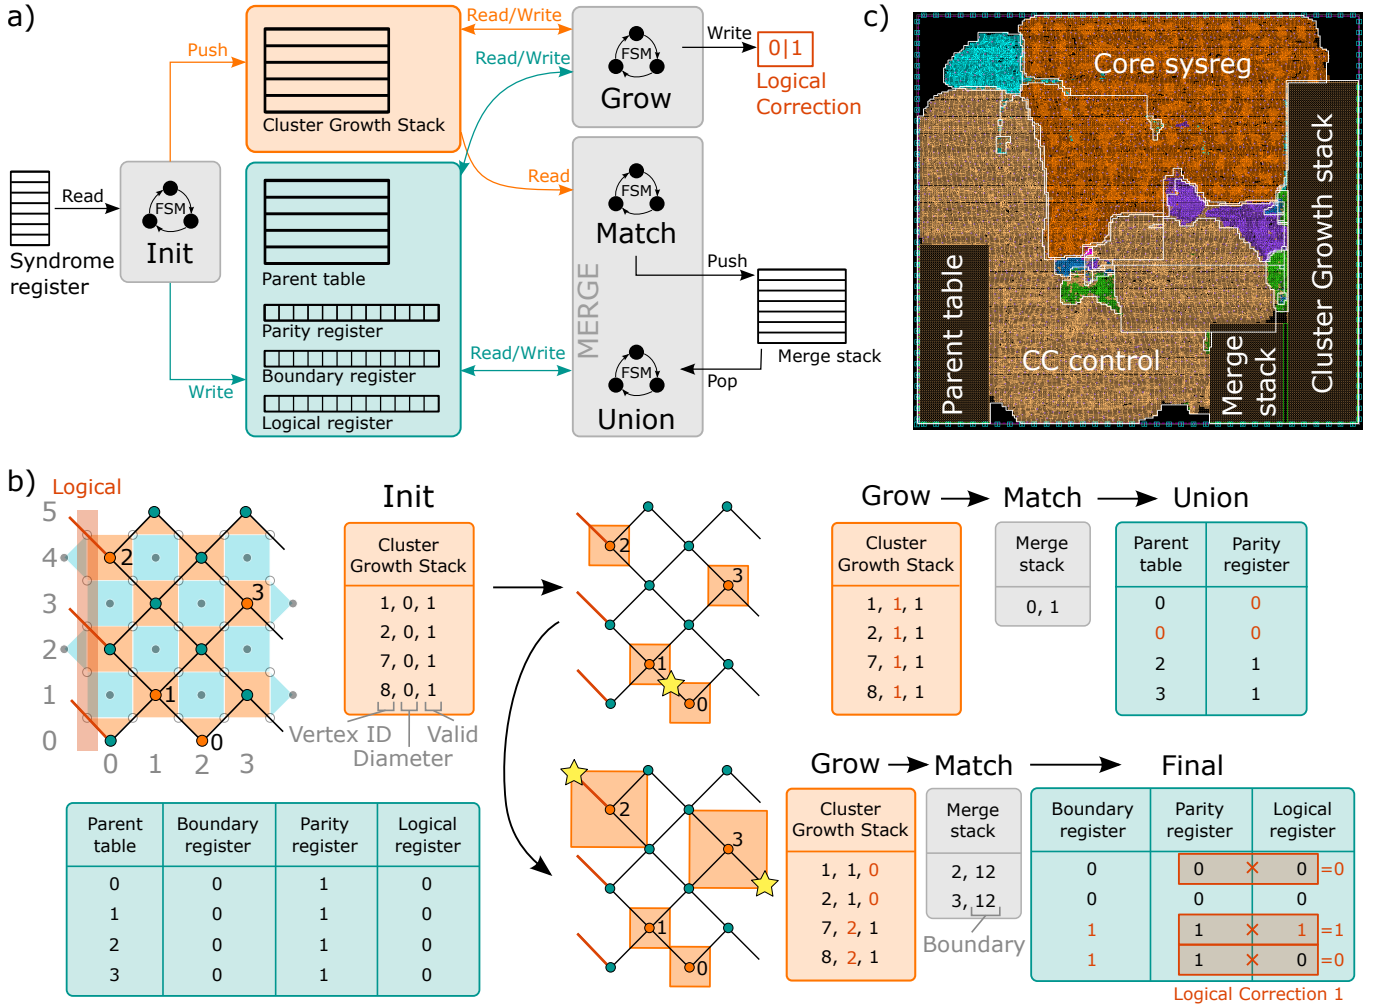 a)
Push
Read/Write
Read/Write
FSM
Grow
Write
0|1
Logical
Correction
Cluster Growth Stack
Read
Syndrome
register
FSM
Init
Write
Parent table
Parity register
Boundary register
Logical register
Read
FSM
Match
MERGE
Push
Merge stack
Pop
Read/Write
FSM
Union
c)
Core sysreg
Parent table
CC control
Merge
stack
Cluster Growth stack
b)
Logical
5
4
3
2
1
0
0 1 2 3
2
3
1
0
Init
Cluster
Growth Stack
1, 0, 1
2, 0, 1
7, 0, 1
8, 0, 1
Vertex ID
Diameter
Valid
2
3
1
0
Grow
Match
Union
Cluster
Growth Stack
1, 1, 1
2, 1, 1
7, 1, 1
8, 1, 1
Merge
stack
0, 1
Parent
table
Parity
register
0 0
0 0
2 1
3 1
Parent
table
Boundary
register
Parity
register
Logical
register
0 0 1 0
1 0 1 0
2 0 1 0
3 0 1 0
2
3
1
0
Grow
Match
Final
Cluster
Growth Stack
1, 1, 0
2, 1, 0
7, 2, 1
8, 2, 1
Merge
stack
2, 12
3, 12
Boundary
Boundary
register
Parity
register
Logical
register
0 0 × 0 =0
0 0 0
1 1 × 1 =1
1 1 × 0 =0
Logical Correction 1